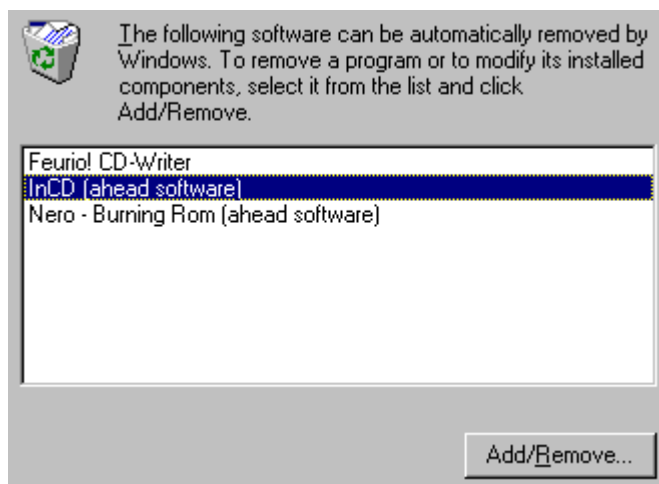 The following software can be automatically removed by
Windows. To remove a program or to modify its installed
components, select it from the list and click
Add/Remove.
Feurio! CD-Writer
InCD (ahead software)
Nero - Burning Rom (ahead software)
Add/Remove...